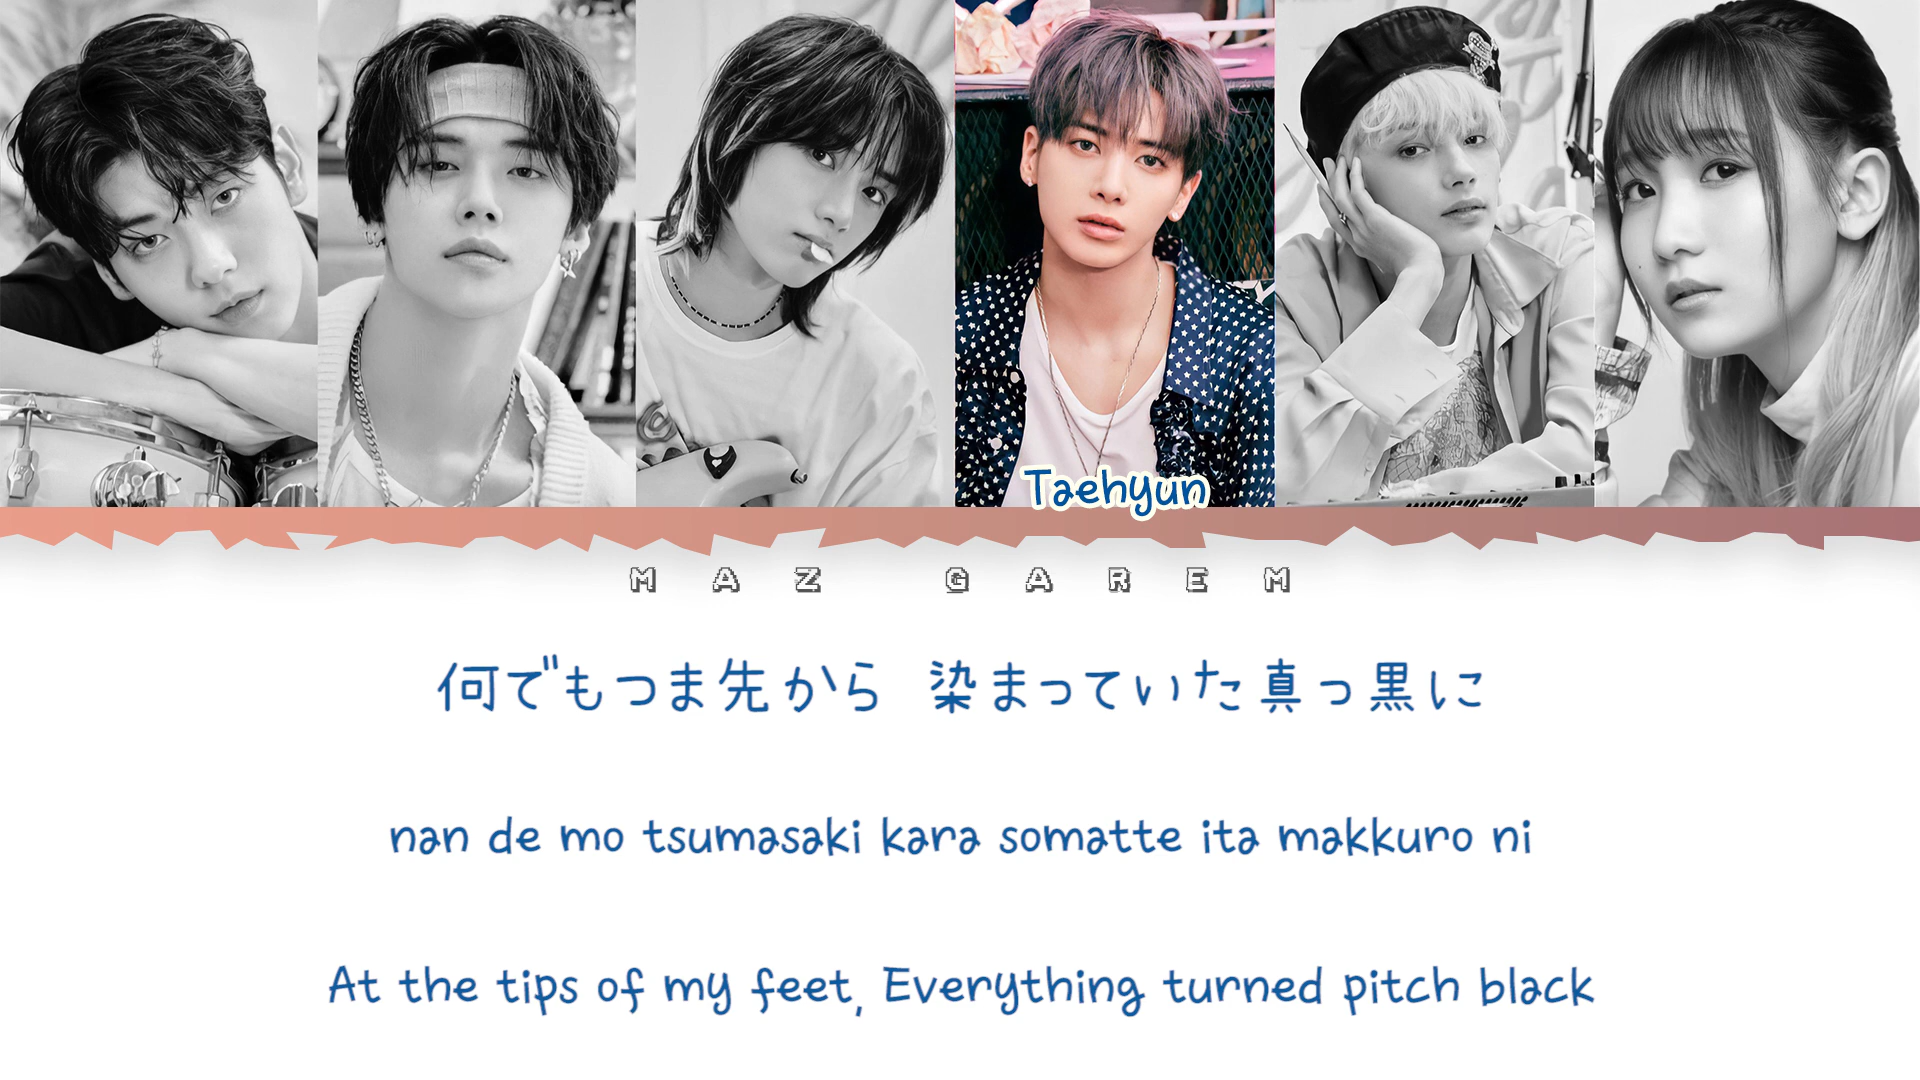 Taehyun
MAZ GAREM
何でもつま先から 染まっていた真っ黒に
nan de mo tsumasaki kara somatte ita makkuro ni
At the tips of my feet, Everything turned pitch black